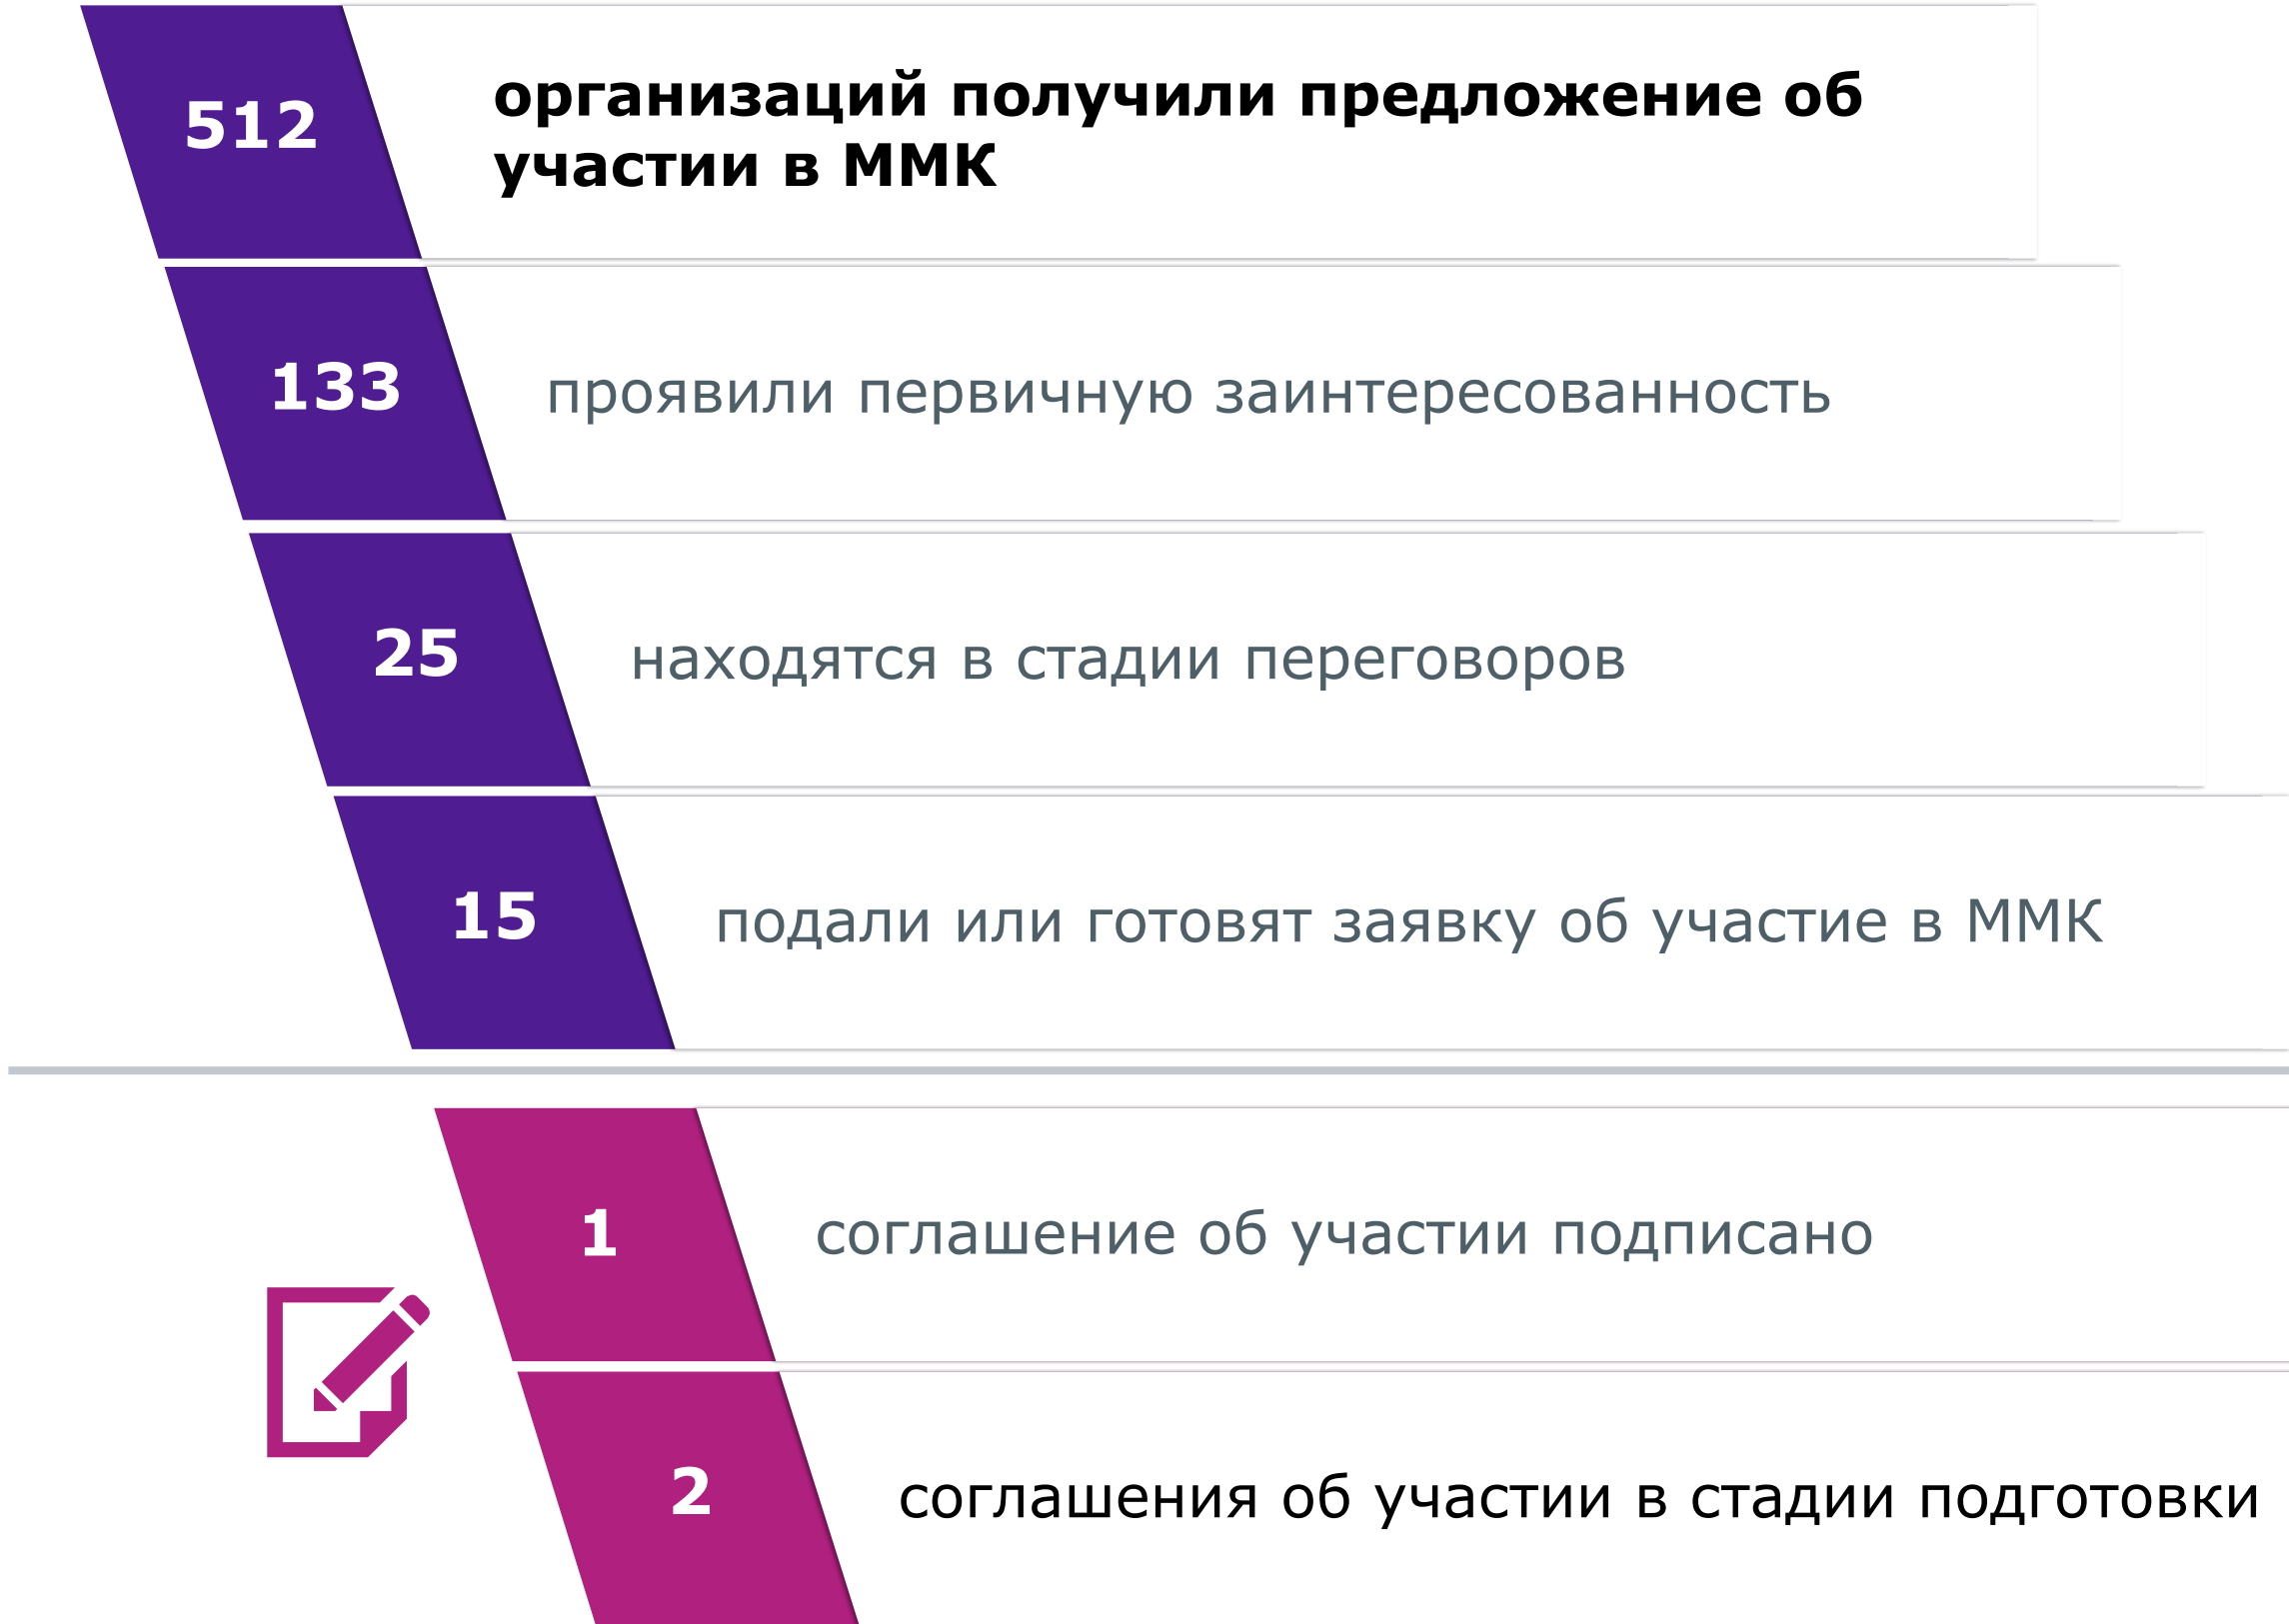 512
организаций получили предложение об
участии в ММК
133
проявили первичную заинтересованность
25
находятся в стадии переговоров
15
подали или готовят заявку об участие в ММК
1
соглашение об участии подписано
2
соглашения об участии в стадии подготовки